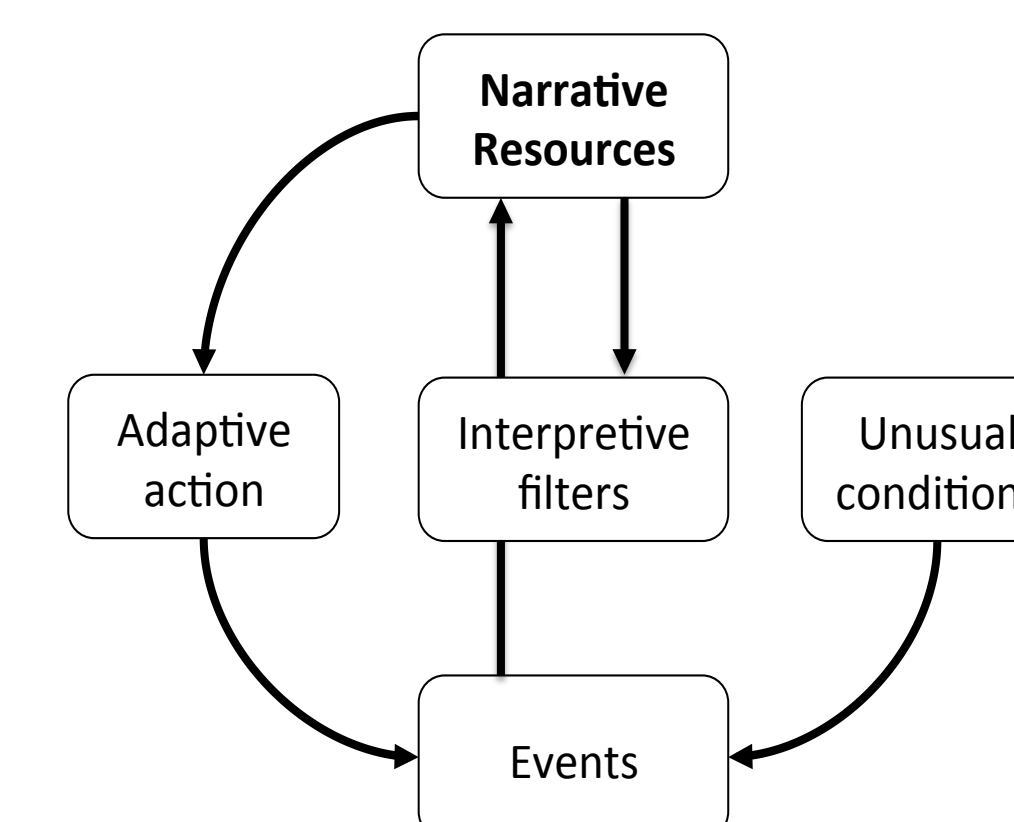 Narrative
Resources
Adaptive
action
Interpretive
filters
Unusual
condition
Events